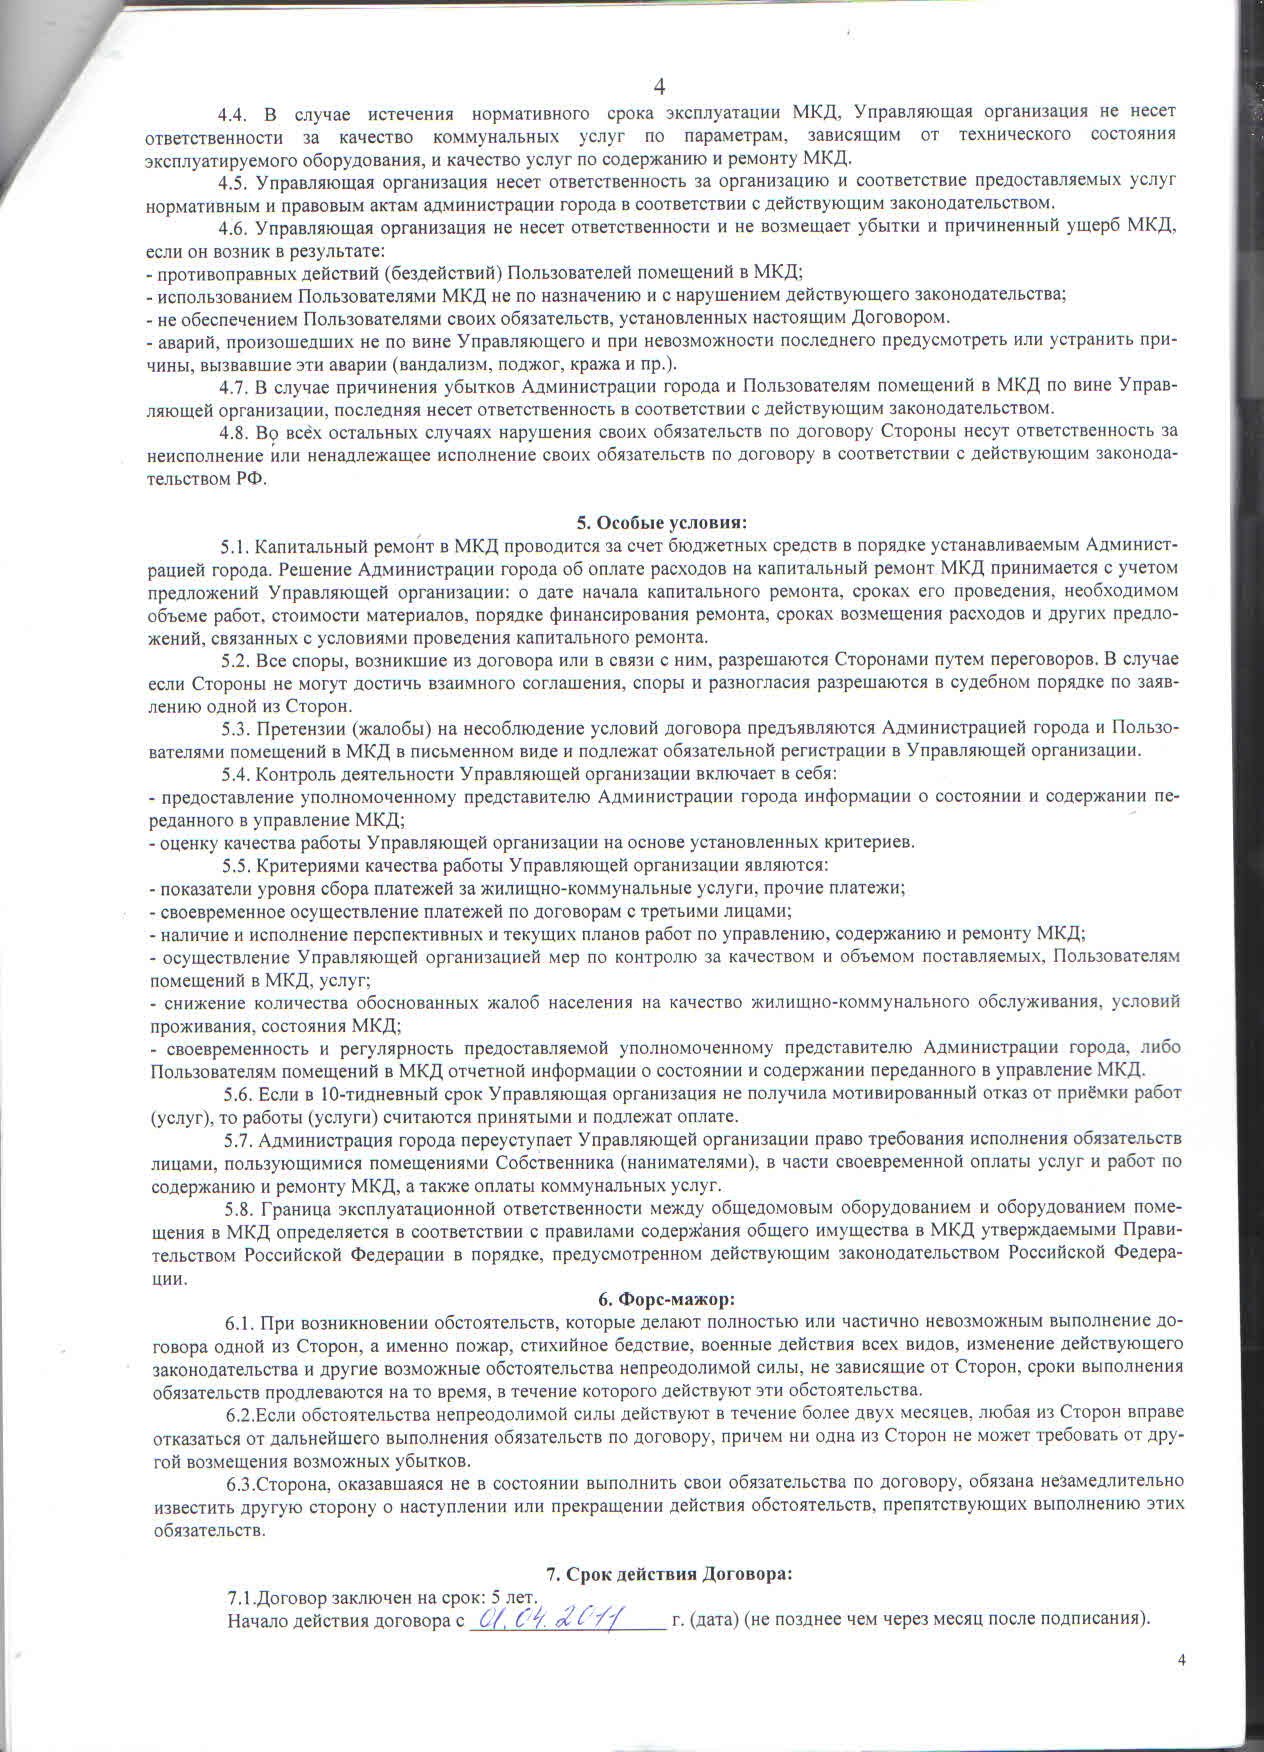 4
4.4. В случае истечения нормативного срока эксплуатации МКД, Управляющая организация не несет
ответственности за качество коммунальных услуг по параметрам, зависящим от технического состояния
эксплуатируемого оборудования, и качество услуг по содержанию и ремонту МКД.
4.5. Управляющая организация несет ответственность за организацию и соответствие предоставляемых услуг
нормативным и правовым актам администрации города в соответствии с действующим законодательством.
4.6. Управляющая организация не несет ответственности и не возмещает убытки и причиненный ущерб МКД,
если он возник в результате:
- противоправных действий (бездействий) Пользователей помещений в МКД;
- использованием Пользователями МКД не по назначению и с нарушением действующего законодательства;
- не обеспечением Пользователями своих обязательств, установленных настоящим Договором.
- аварий, произошедших не по вине Управляющего и при невозможности последнего предусмотреть или устранить при-
чины, вызвавшие эти аварии (вандализм, поджог, кража и пр.).
4.7. В случае причинения убытков Администрации города и Пользователям помещений в МКД по вине Управ-
ляющей организации, последняя несет ответственность в соответствии с действующим законодательством.
4.8. Во всех остальных случаях нарушения своих обязательств по договору Стороны несут ответственность за
неисполнение или ненадлежащее исполнение своих обязательств по договору в соответствии с действующим законода-
тельством РФ.
5. Особые условия:
5.1. Капитальный ремонт в МКД проводится за счет бюджетных средств в порядке устанавливаемым Админист-
рацией города. Решение Администрации города об оплате расходов на капитальный ремонт МКД принимается с учетом
предложений Управляющей организации: о дате начала капитального ремонта, сроках его проведения, необходимом
объеме работ, стоимости материалов, порядке финансирования ремонта, сроках возмещения расходов и других предло-
жений, связанных с условиями проведения капитального ремонта.
5.2. Все споры, возникшие из договора или в связи с ним, разрешаются Сторонами путем переговоров. В случае
если Стороны не могут достичь взаимного соглашения, споры и разногласия разрешаются в судебном порядке по заяв-
лению одной из Сторон.
5.3. Претензии (жалобы) на несоблюдение условий договора предъявляются Администрацией города и Пользо-
вателями помещений в МКД в письменном виде и подлежат обязательной регистрации в Управляющей организации.
5.4. Контроль деятельности Управляющей организации включает в себя:
- предоставление уполномоченному представителю Администрации города информации о состоянии и содержании пе-
реданного в управление МКД;
- оценку качества работы Управляющей организации на основе установленных критериев.
5.5. Критериями качества работы Управляющей организации являются:
- показатели уровня сбора платежей за жилищно-коммунальные услуги, прочие платежи;
- своевременное осуществление платежей по договорам с третьими лицами;
- наличие и исполнение перспективных и текущих планов работ по управлению, содержанию и ремонту МКД;
- осуществление Управляющей организацией мер по контролю за качеством и объемом поставляемых, Пользователям
помещений в МКД, услуг;
- снижение количества обоснованных жалоб населения на качество жилищно-коммунального обслуживания, условий
проживания, состояния МКД;
- своевременность и регулярность предоставляемой уполномоченному представителю Администрации города, либо
Пользователям помещений в МКД отчетной информации о состоянии и содержании переданного в управление МКД.
5.6. Если в 10-тидневный срок Управляющая организация не получила мотивированный отказ от приёмки работ
(услуг), то работы (услуги) считаются принятыми и подлежат оплате.
5.7. Администрация города переуступает Управляющей организации право требования исполнения обязательств
лицами, пользующимися помещениями Собственника (нанимателями), в части своевременной оплаты услуг и работ по
содержанию и ремонту МКД, а также оплаты коммунальных услуг.
5.8. Граница эксплуатационной ответственности между общедомовым оборудованием и оборудованием поме-
щения в МКД определяется в соответствии с правилами содержания общего имущества в МКД утверждаемыми Прави-
тельством Российской Федерации в порядке, предусмотренном действующим законодательством Российской Федера-
ции.
6. Форс-мажор:
6.1. При возникновении обстоятельств, которые делают полностью или частично невозможным выполнение до-
говора одной из Сторон, а именно пожар, стихийное бедствие, военные действия всех видов, изменение действующего
законодательства и другие возможные обстоятельства непреодолимой силы, не зависящие от Сторон, сроки выполнения
обязательств продлеваются на то время, в течение которого действуют эти обстоятельства.
6.2.Если обстоятельства непреодолимой силы действуют в течение более двух месяцев, любая из Сторон вправе
отказаться от дальнейшего выполнения обязательств по договору, причем ни одна из Сторон не может требовать от дру-
гой возмещения возможных убытков.
6.3.Сторона, оказавшаяся не в состоянии выполнить свои обязательства по договору, обязана незамедлительно
известить другую сторону о наступлении или прекращении действия обстоятельств, препятствующих выполнению этих
обязательств.
7. Срок действия Договора:
7.1.Договор заключен на срок: 5 лет.
Начало действия договора с 01.04.2011 г. (дата) (не позднее чем через месяц после подписания).
4